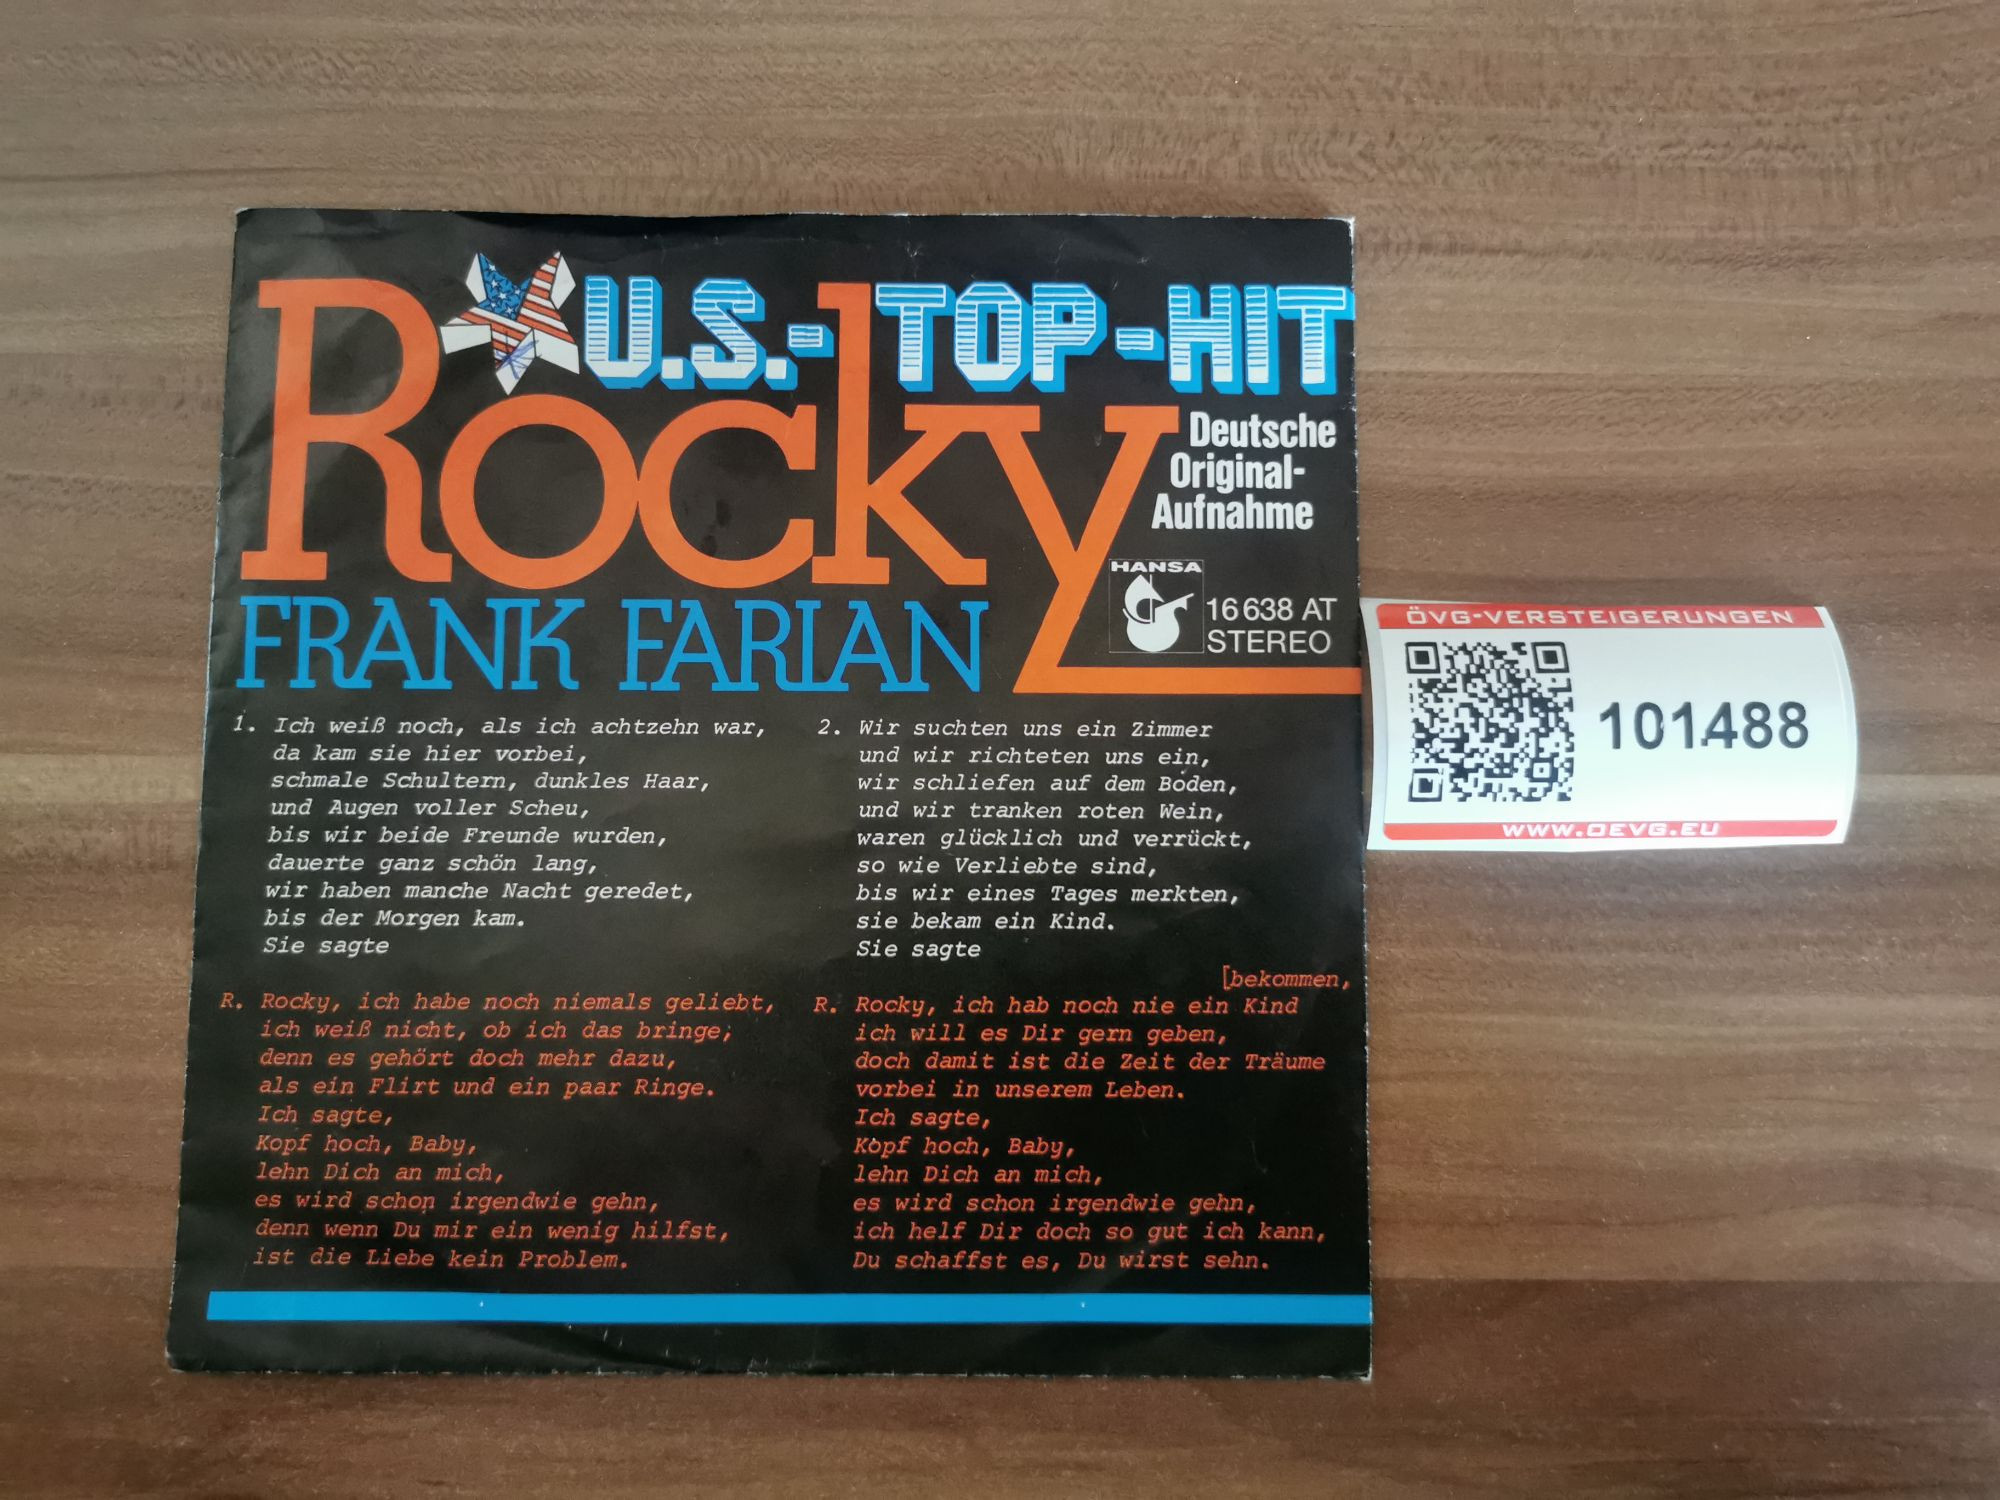 U.S.-TOP-HIT
Rocky
Deutsche
Original-
Aufnahme
HANSA
16638 AT
STEREO
FRANK FARIAN
1. Ich weiß noch, als ich achtzehn war,
da kam sie hier vorbei,
schmale Schultern, dunkles Haar,
und Augen voller Scheu,
bis wir beide Freunde wurden,
dauerte ganz schön lang,
wir haben manche Nacht geredet,
bis der Morgen kam.
Sie sagte
R. Rocky, ich habe noch niemals geliebt,
ich weiß nicht, ob ich das bringe,
denn es gehört doch mehr dazu,
als ein Flirt und ein paar Ringe.
Ich sagte,
Kopf hoch, Baby,
lehn Dich an mich,
es wird schon irgendwie gehn,
denn wenn Du mir ein wenig hilfst,
ist die Liebe kein Problem.
2. Wir suchten uns ein Zimmer
und wir richteten uns ein,
wir schliefen auf dem Boden,
und wir tranken roten Wein,
waren glücklich und verrückt,
so wie Verliebte sind,
bis wir eines Tages merkten,
sie bekam ein Kind.
Sie sagte
[bekommen,
R. Rocky, ich hab noch nie ein Kind
ich will es Dir gern geben,
doch damit ist die Zeit der Träume
vorbei in unserem Leben.
Ich sagte,
Kopf hoch, Baby,
lehn Dich an mich,
es wird schon irgendwie gehn,
ich helf Dir doch so gut ich kann,
Du schaffst es, Du wirst sehn.
ÖVG-VERSTEIGERUNGEN
101488
WWW.OEVG.EU